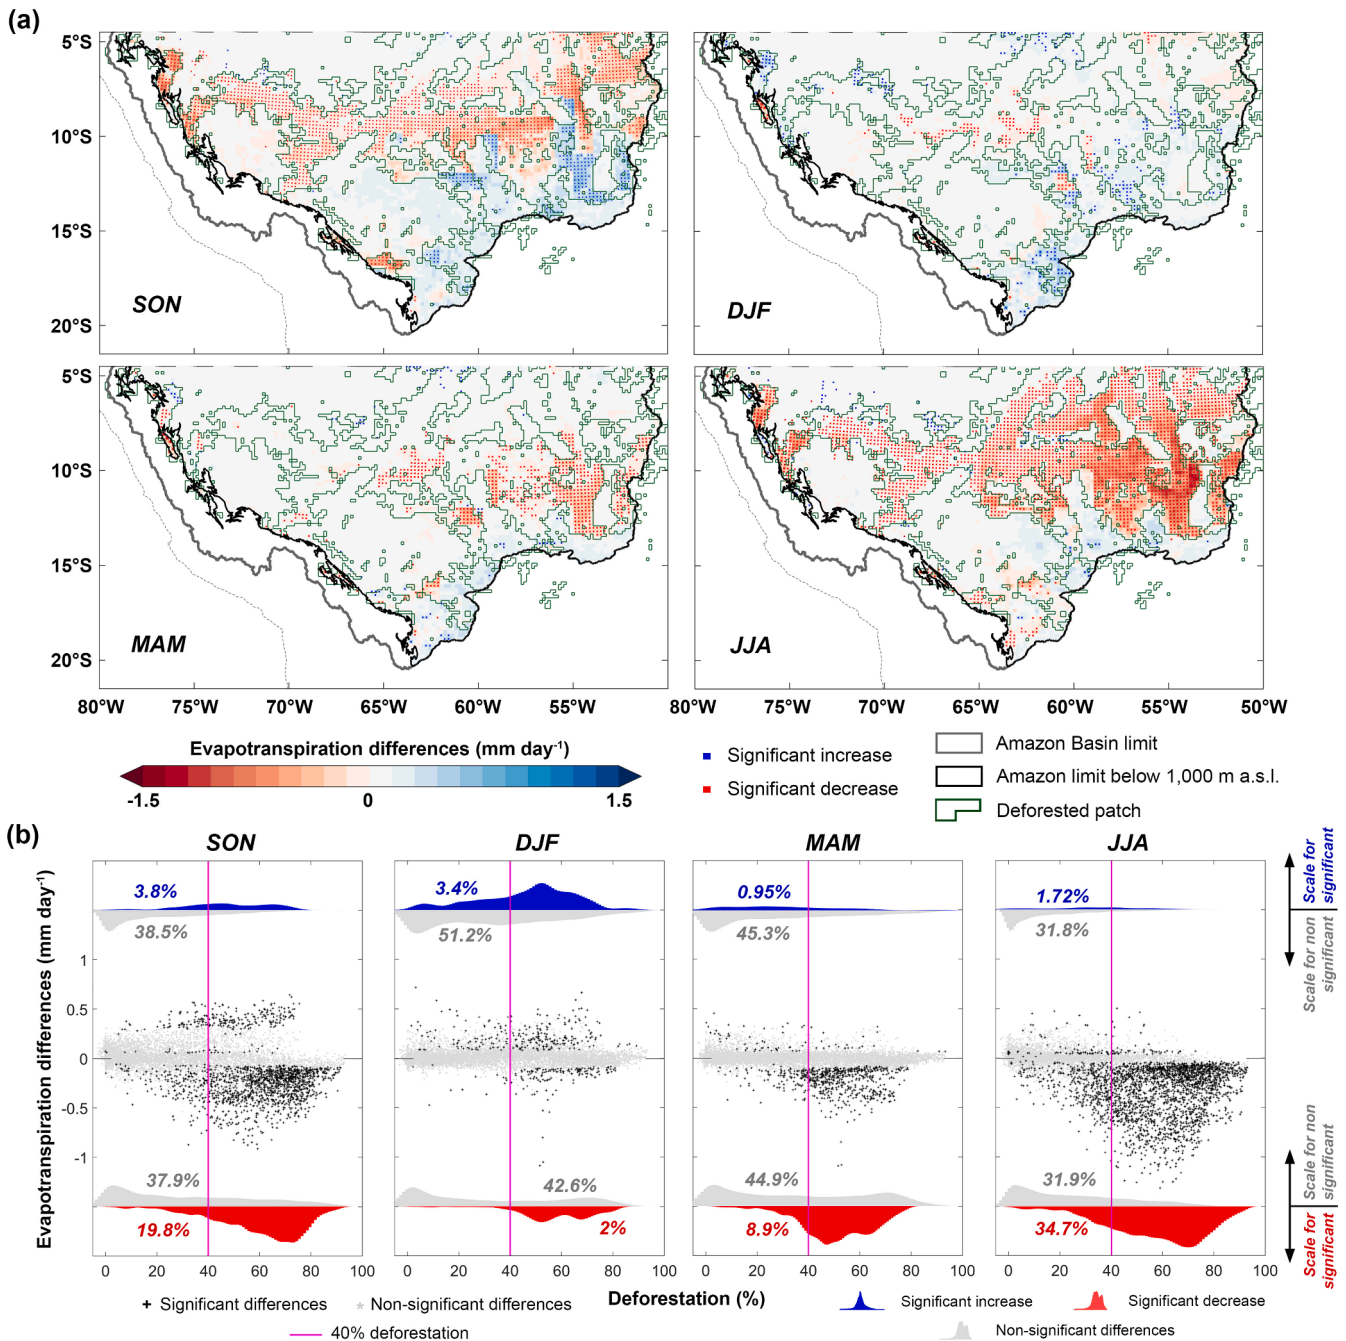 (a)
5°S
10°S
15°S
20°S
SON
DJF
5°S
10°S
15°S
20°S
MAM
JJA
80°W 75°W 70°W 65°W 60°W 55°W 80°W 75°W 70°W 65°W 60°W 55°W 50°W
Evapotranspiration differences (mm day⁻¹)
-1.5 0 1.5
Significant increase
Significant decrease
Amazon Basin limit
Amazon limit below 1,000 m a.s.l.
Deforested patch
(b)
SON DJF MAM JJA
Evapotranspiration differences (mm day⁻¹)
3.8% 3.4% 0.95% 1.72%
38.5% 51.2% 45.3% 31.8%
1
0.5
0
-0.5
-1
37.9% 42.6% 44.9% 31.9%
19.8% 2% 8.9% 34.7%
Scale for
significant
Scale for non
significant
Scale for non
significant
Scale for
significant
0 20 40 60 80 100 0 20 40 60 80 100 0 20 40 60 80 100 0 20 40 60 80 100
Deforestation (%)
Significant differences
Non-significant differences
40% deforestation
Significant increase
Significant decrease
Non-significant differences